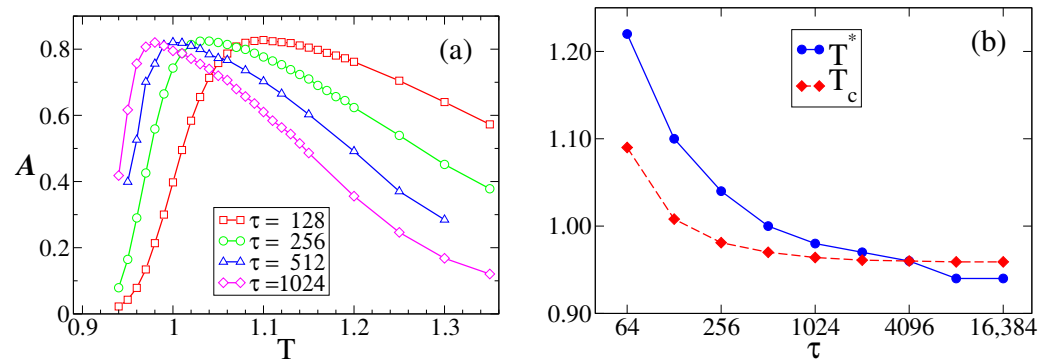 (a)
A
0.8
0.6
0.4
0.2
0
0.9 1 1.1 1.2 1.3
T
τ = 128
τ = 256
τ = 512
τ =1024
(b)
1.20
1.10
1.00
0.90
64 256 1024 4096 16,384
τ
T*
Tc